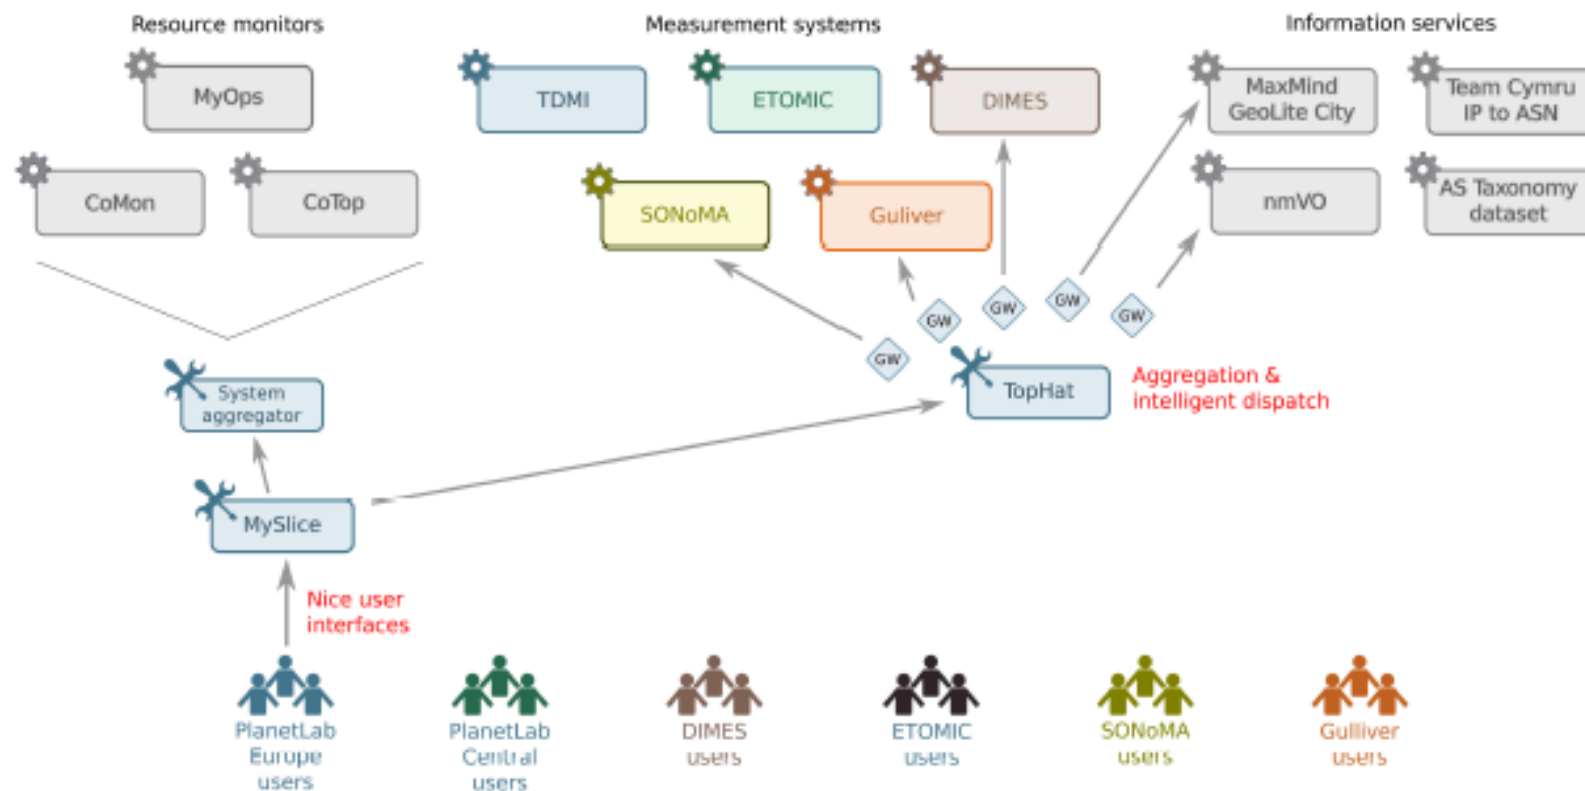 Resource monitors
Measurement systems
Information services
MyOps
TDMI
ETOMIC
DIMES
MaxMind
GeoLite City
Team Cymru
IP to ASN
CoMon
CoTop
SONoMA
Guliver
nmVO
AS Taxonomy
dataset
GW
GW
GW
GW
GW
System
aggregator
TopHat
Aggregation &
intelligent dispatch
MySlice
Nice user
interfaces
PlanetLab
Europe
users
PlanetLab
Central
users
DIMES
users
ETOMIC
users
SONoMA
users
Gulliver
users